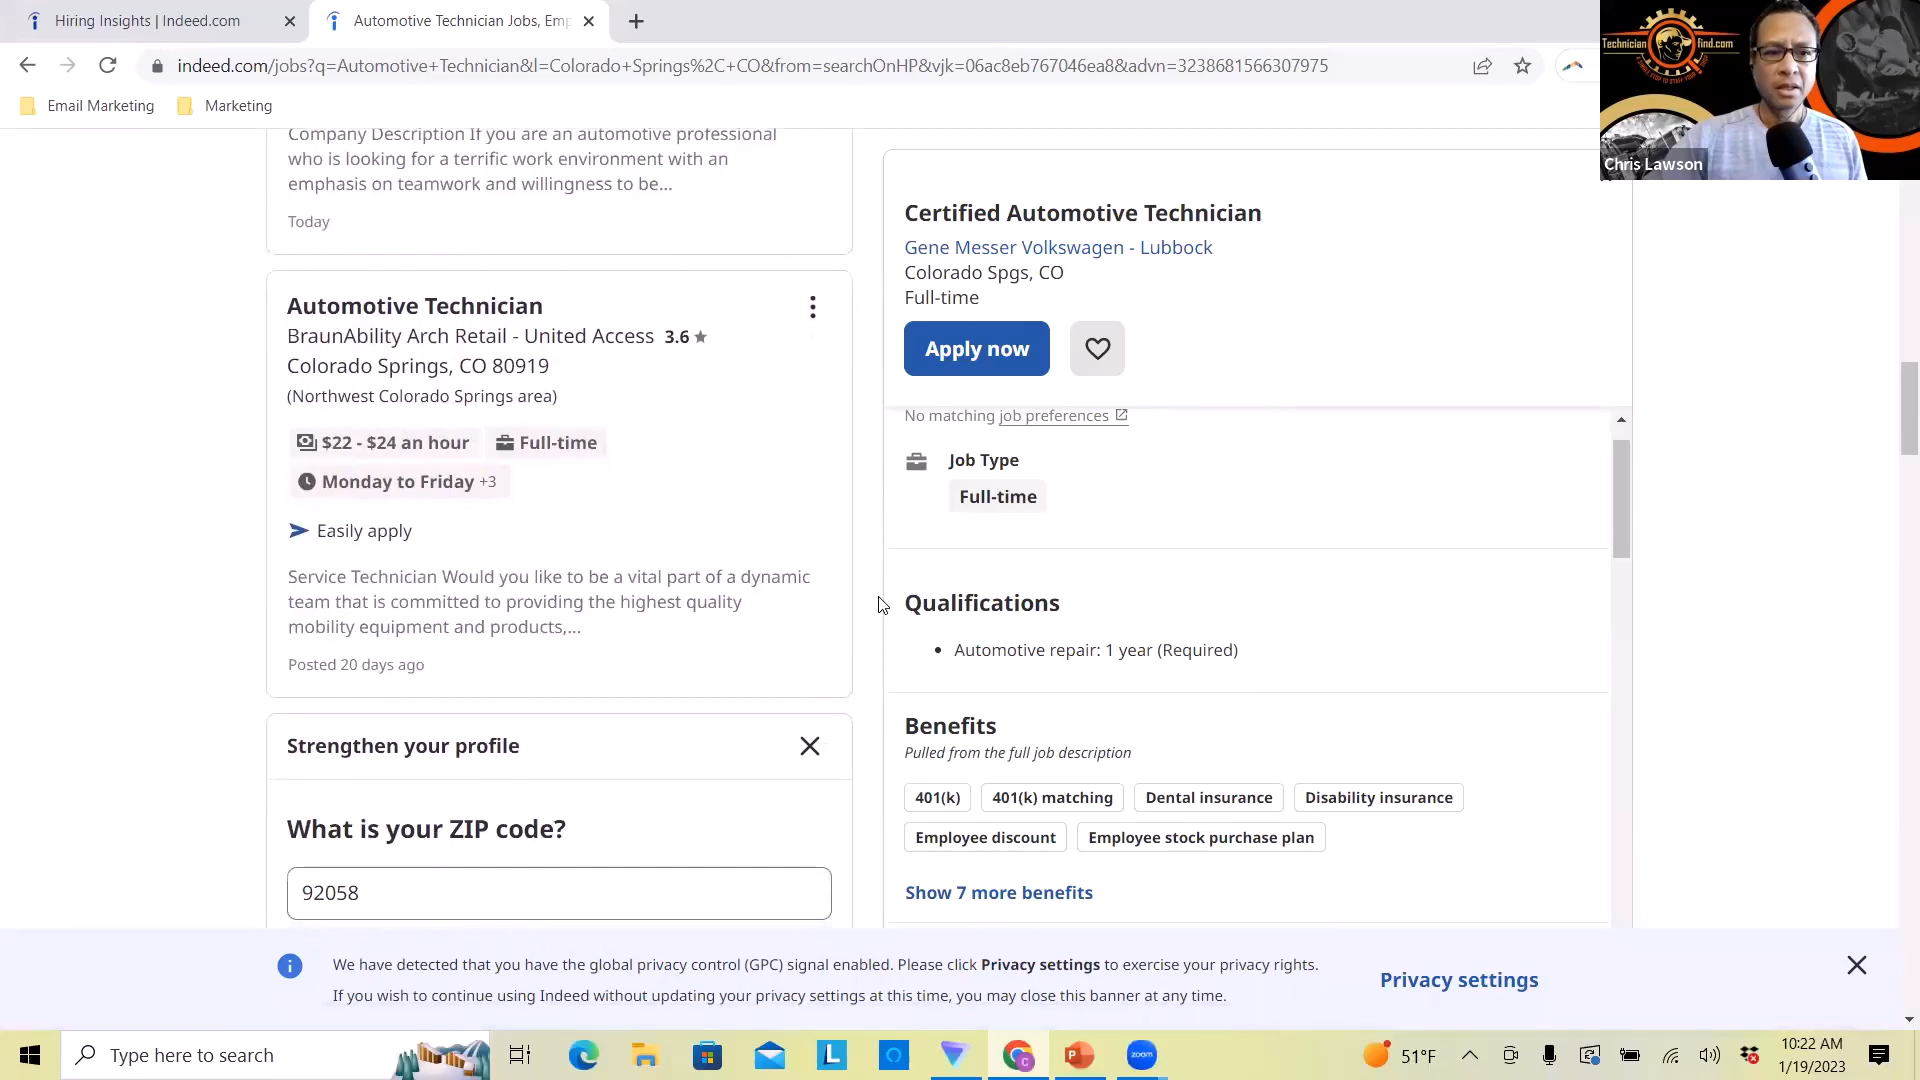 Hiring Insights | Indeed.com
Automotive Technician Jobs, Emp
indeed.com/jobs?q=Automotive+Technician&l=Colorado+Springs%2C+CO&from=searchOnHP&vjk=06ac8eb767046ea8&advn=3238681566307975
Email Marketing
Marketing
Technician find.com
Chris Lawson
Company Description If you are an automotive professional
who is looking for a terrific work environment with an
emphasis on teamwork and willingness to be...
Today
Automotive Technician
BraunAbility Arch Retail - United Access 3.6
Colorado Springs, CO 80919
(Northwest Colorado Springs area)
$22 - $24 an hour
Full-time
Monday to Friday +3
Easily apply
Service Technician Would you like to be a vital part of a dynamic
team that is committed to providing the highest quality
mobility equipment and products,...
Posted 20 days ago
Strengthen your profile
What is your ZIP code?
92058
Certified Automotive Technician
Gene Messer Volkswagen - Lubbock
Colorado Spgs, CO
Full-time
Apply now
No matching job preferences
Job Type
Full-time
Qualifications
• Automotive repair: 1 year (Required)
Benefits
Pulled from the full job description
401(k)
401(k) matching
Dental insurance
Disability insurance
Employee discount
Employee stock purchase plan
Show 7 more benefits
We have detected that you have the global privacy control (GPC) signal enabled. Please click Privacy settings to exercise your privacy rights.
If you wish to continue using Indeed without updating your privacy settings at this time, you may close this banner at any time.
Privacy settings
Type here to search
L
P
zoom
51°F
10:22 AM
1/19/2023